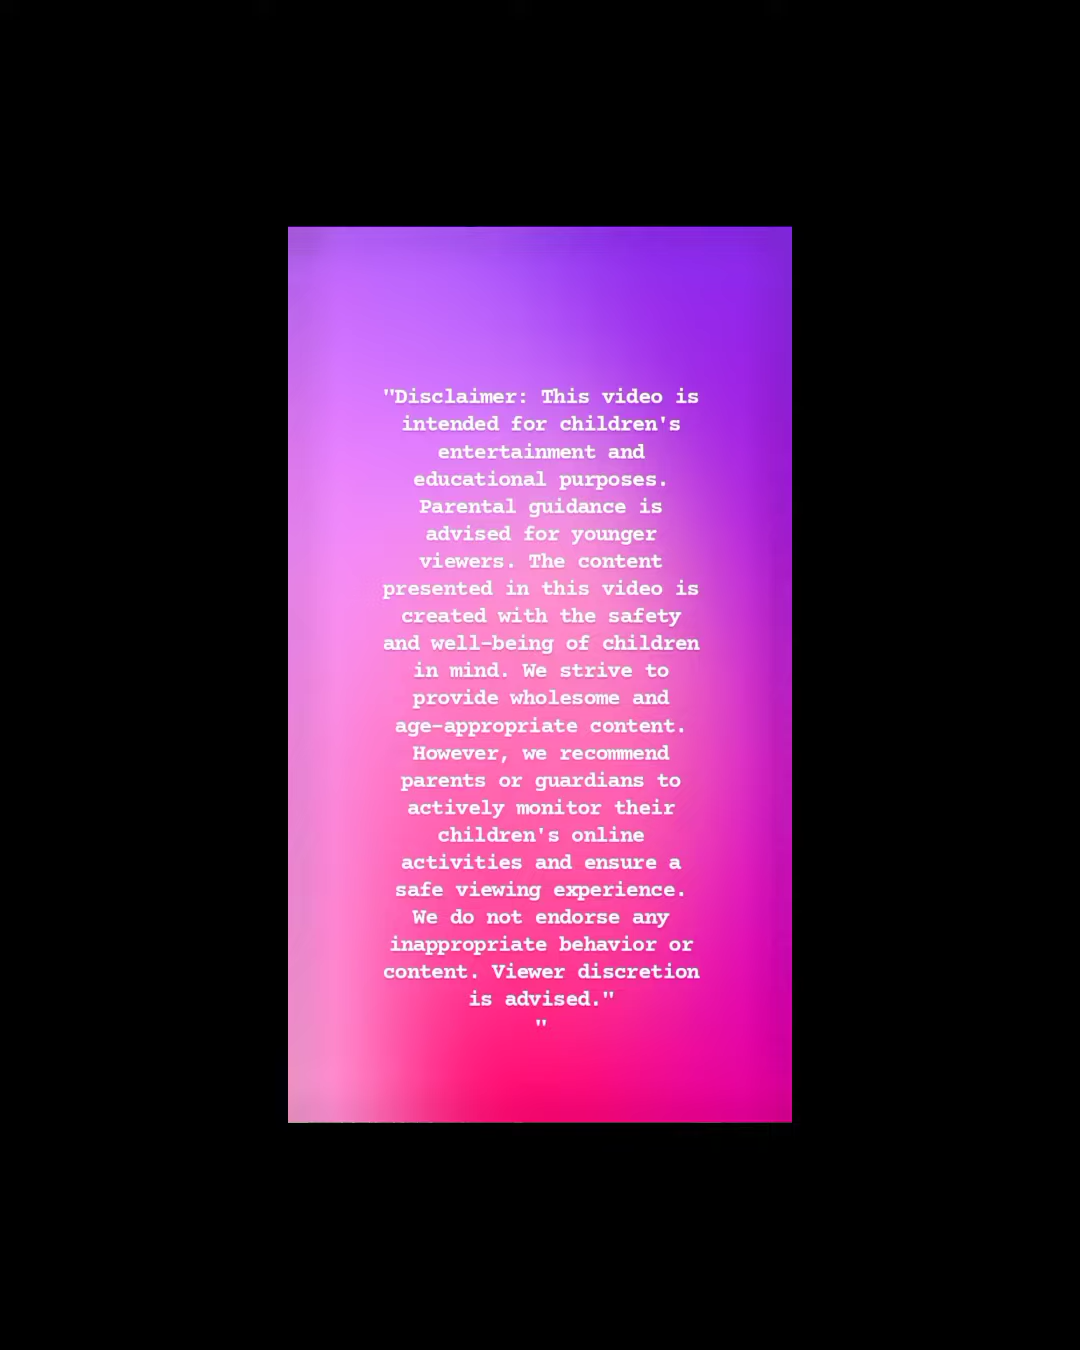 "Disclaimer: This video is
intended for children's
entertainment and
educational purposes.
Parental guidance is
advised for younger
viewers. The content
presented in this video is
created with the safety
and well-being of children
in mind. We strive to
provide wholesome and
age-appropriate content.
However, we recommend
parents or guardians to
actively monitor their
children's online
activities and ensure a
safe viewing experience.
We do not endorse any
inappropriate behavior or
content. Viewer discretion
is advised."
"